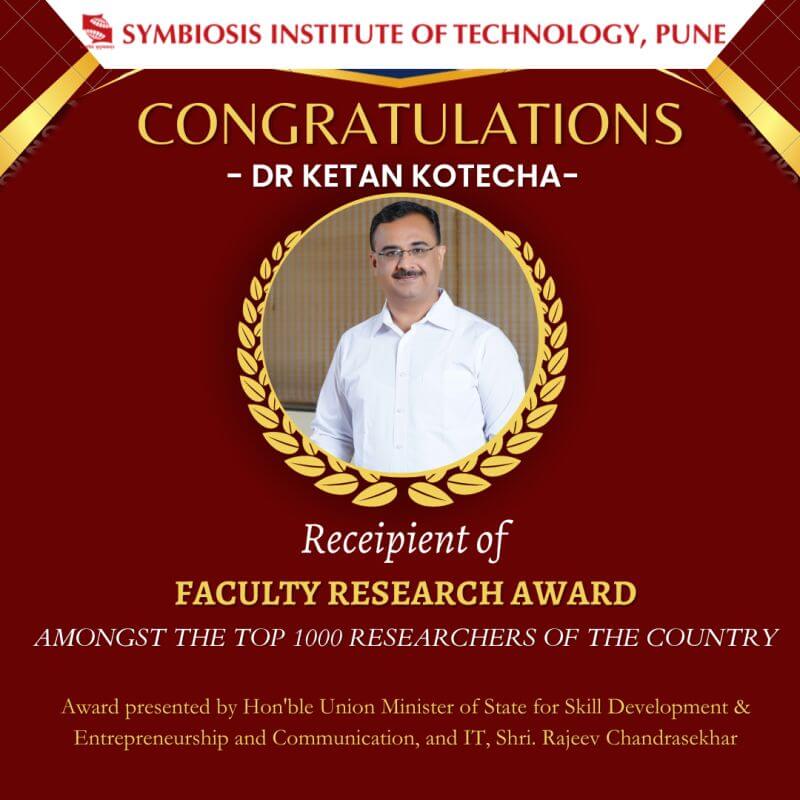 SYMBIOSIS INSTITUTE OF TECHNOLOGY, PUNE
CONGRATULATIONS
- DR KETAN KOTECHA-
Receipient of
FACULTY RESEARCH AWARD
AMONGST THE TOP 1000 RESEARCHERS OF THE COUNTRY
Award presented by Hon'ble Union Minister of State for Skill Development &
Entrepreneurship and Communication, and IT, Shri. Rajeev Chandrasekhar